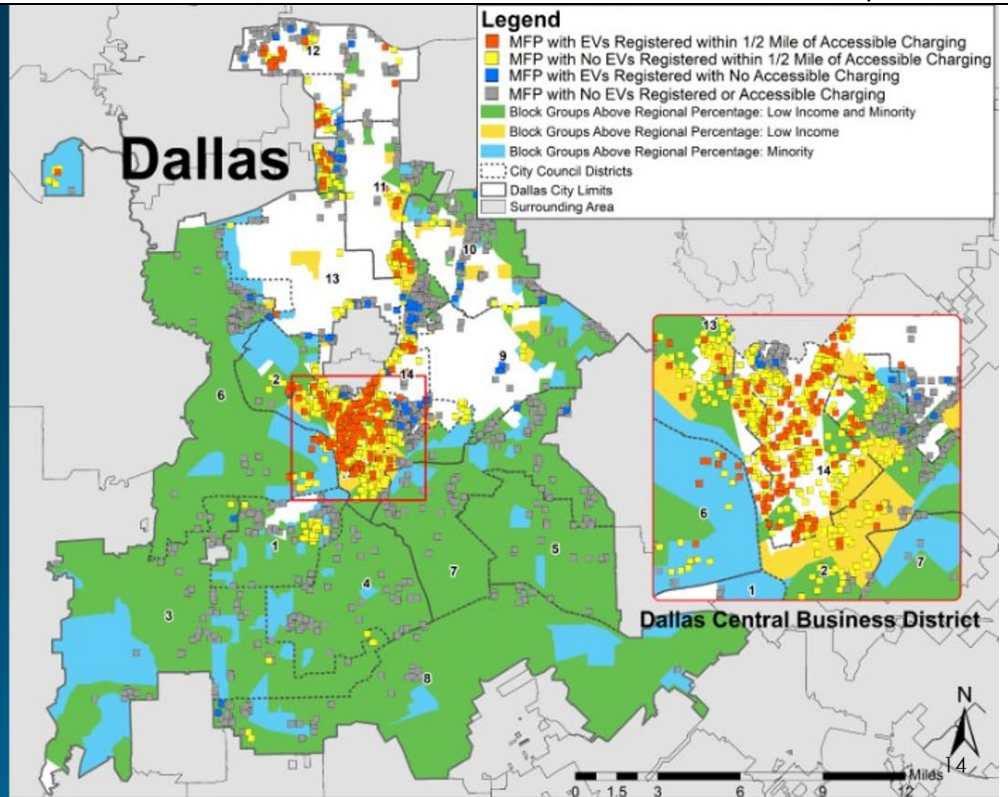 Legend
MFP with EVs Registered within 1/2 Mile of Accessible Charging
MFP with No EVs Registered within 1/2 Mile of Accessible Charging
MFP with EVs Registered with No Accessible Charging
MFP with No EVs Registered or Accessible Charging
Block Groups Above Regional Percentage: Low Income and Minority
Block Groups Above Regional Percentage: Low Income
Block Groups Above Regional Percentage: Minority
City Council Districts
Dallas City Limits
Surrounding Area
Dallas
12
11
10
13
9
14
2
6
1
5
7
4
3
8
13
14
6
2
7
1
Dallas Central Business District
N
14
Miles
0 1.5 3 6 9 12